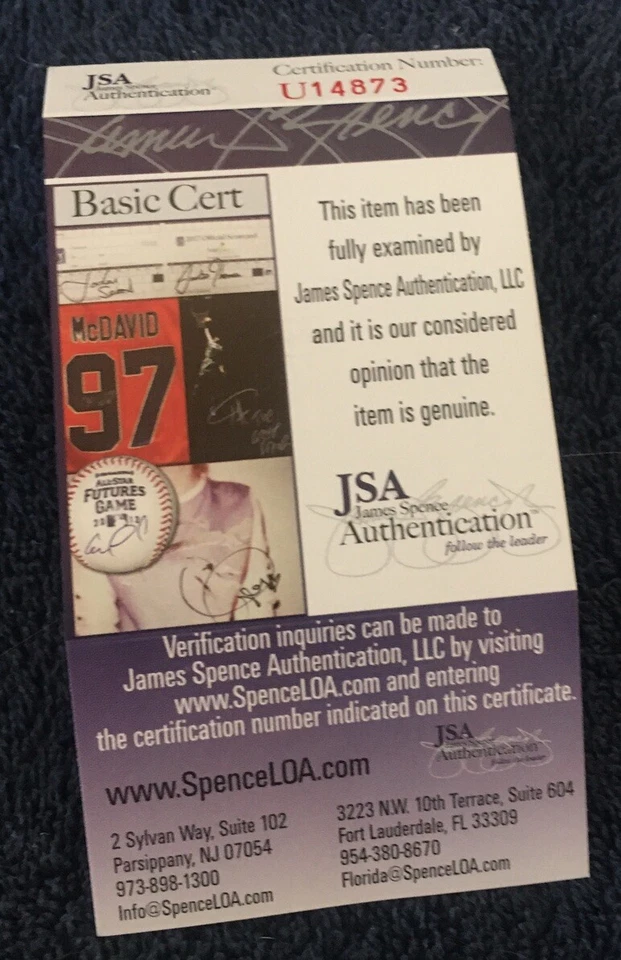 JSA
James Spence
Authentication
Certification Number:
U14873
James Spence
Basic Cert
McDAVID
97
ALL-STAR
FUTURES
GAME
This item has been
fully examined by
James Spence Authentication, LLC
and it is our considered
opinion that the
item is genuine.
JSA
James Spence
Authentication™
follow the leader
Verification inquiries can be made to
James Spence Authentication, LLC by visiting
www.SpenceLOA.com and entering
the certification number indicated on this certificate.
JSA
Authentication
www.SpenceLOA.com
2 Sylvan Way, Suite 102
Parsippany, NJ 07054
973-898-1300
Info@SpenceLOA.com
3223 N.W. 10th Terrace, Suite 604
Fort Lauderdale, FL 33309
954-380-8670
Florida@SpenceLOA.com